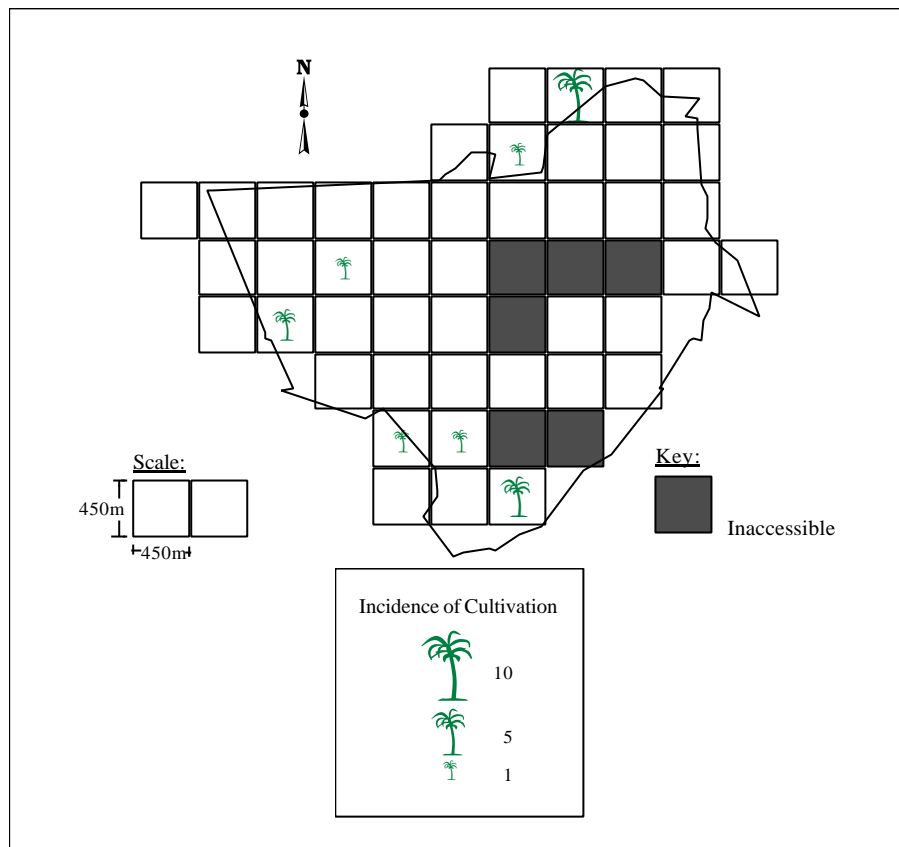 N
Scale:
450m
450m
Key:
Inaccessible
Incidence of Cultivation
10
5
1